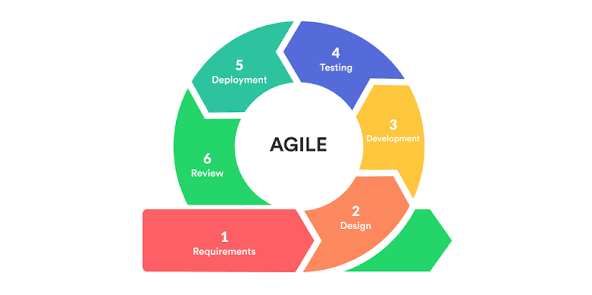 AGILE
1
Requirements
2
Design
3
Development
4
Testing
5
Deployment
6
Review